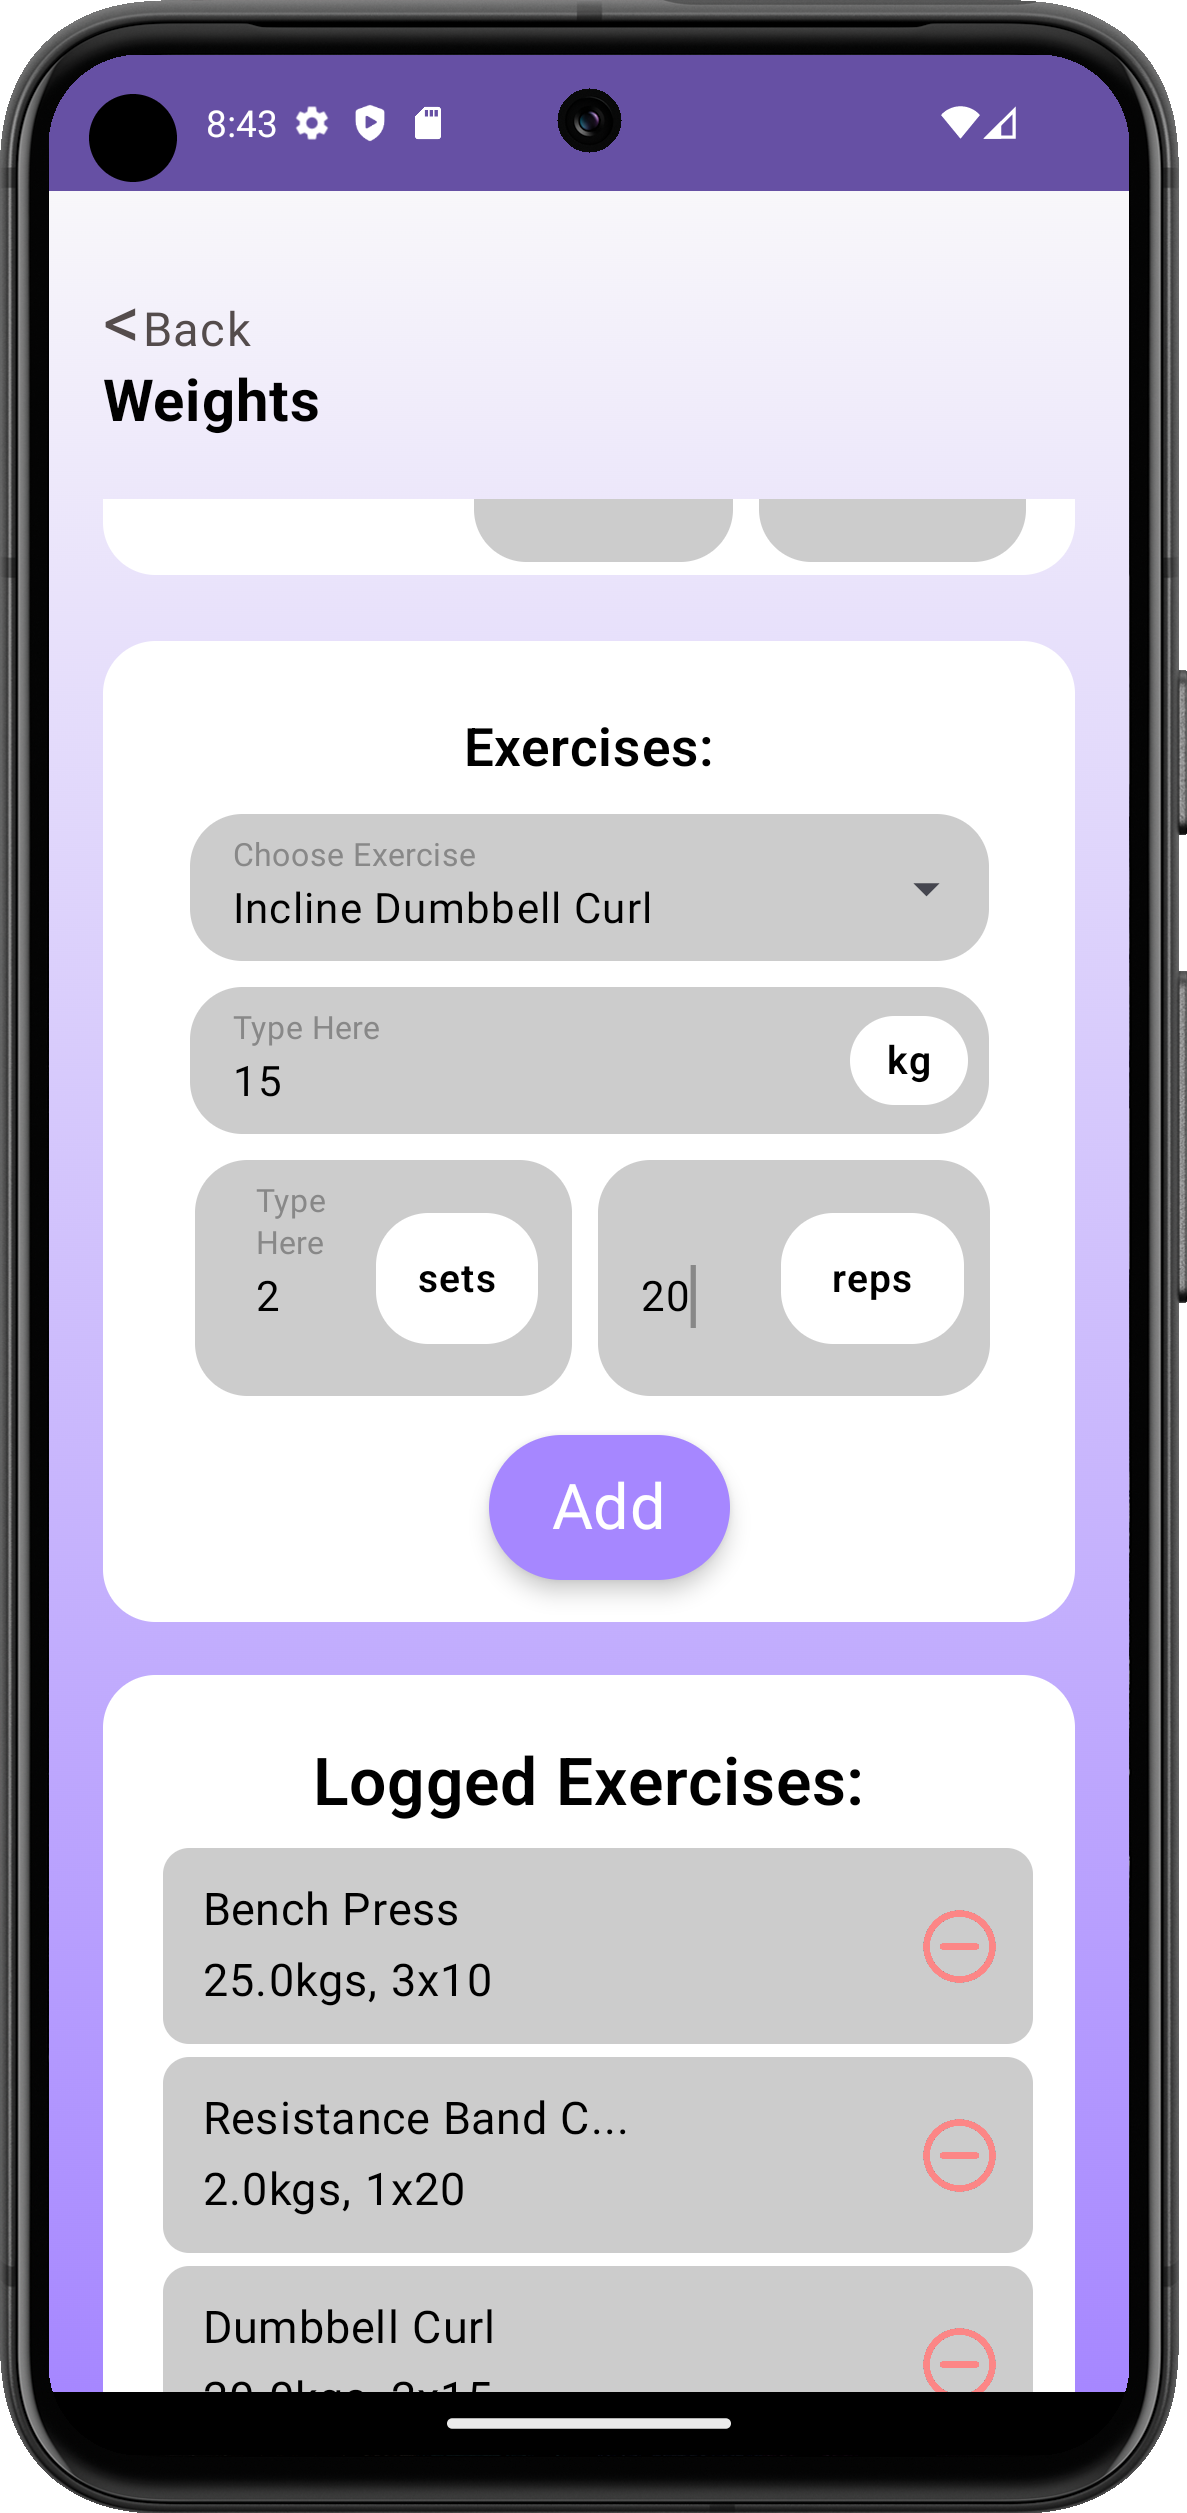 8:43
<Back
Weights
Exercises:
Choose Exercise
Incline Dumbbell Curl
Type Here
15
kg
Type
Here
2
sets
20
reps
Add
Logged Exercises:
Bench Press
25.0kgs, 3x10
Resistance Band C...
2.0kgs, 1x20
Dumbbell Curl